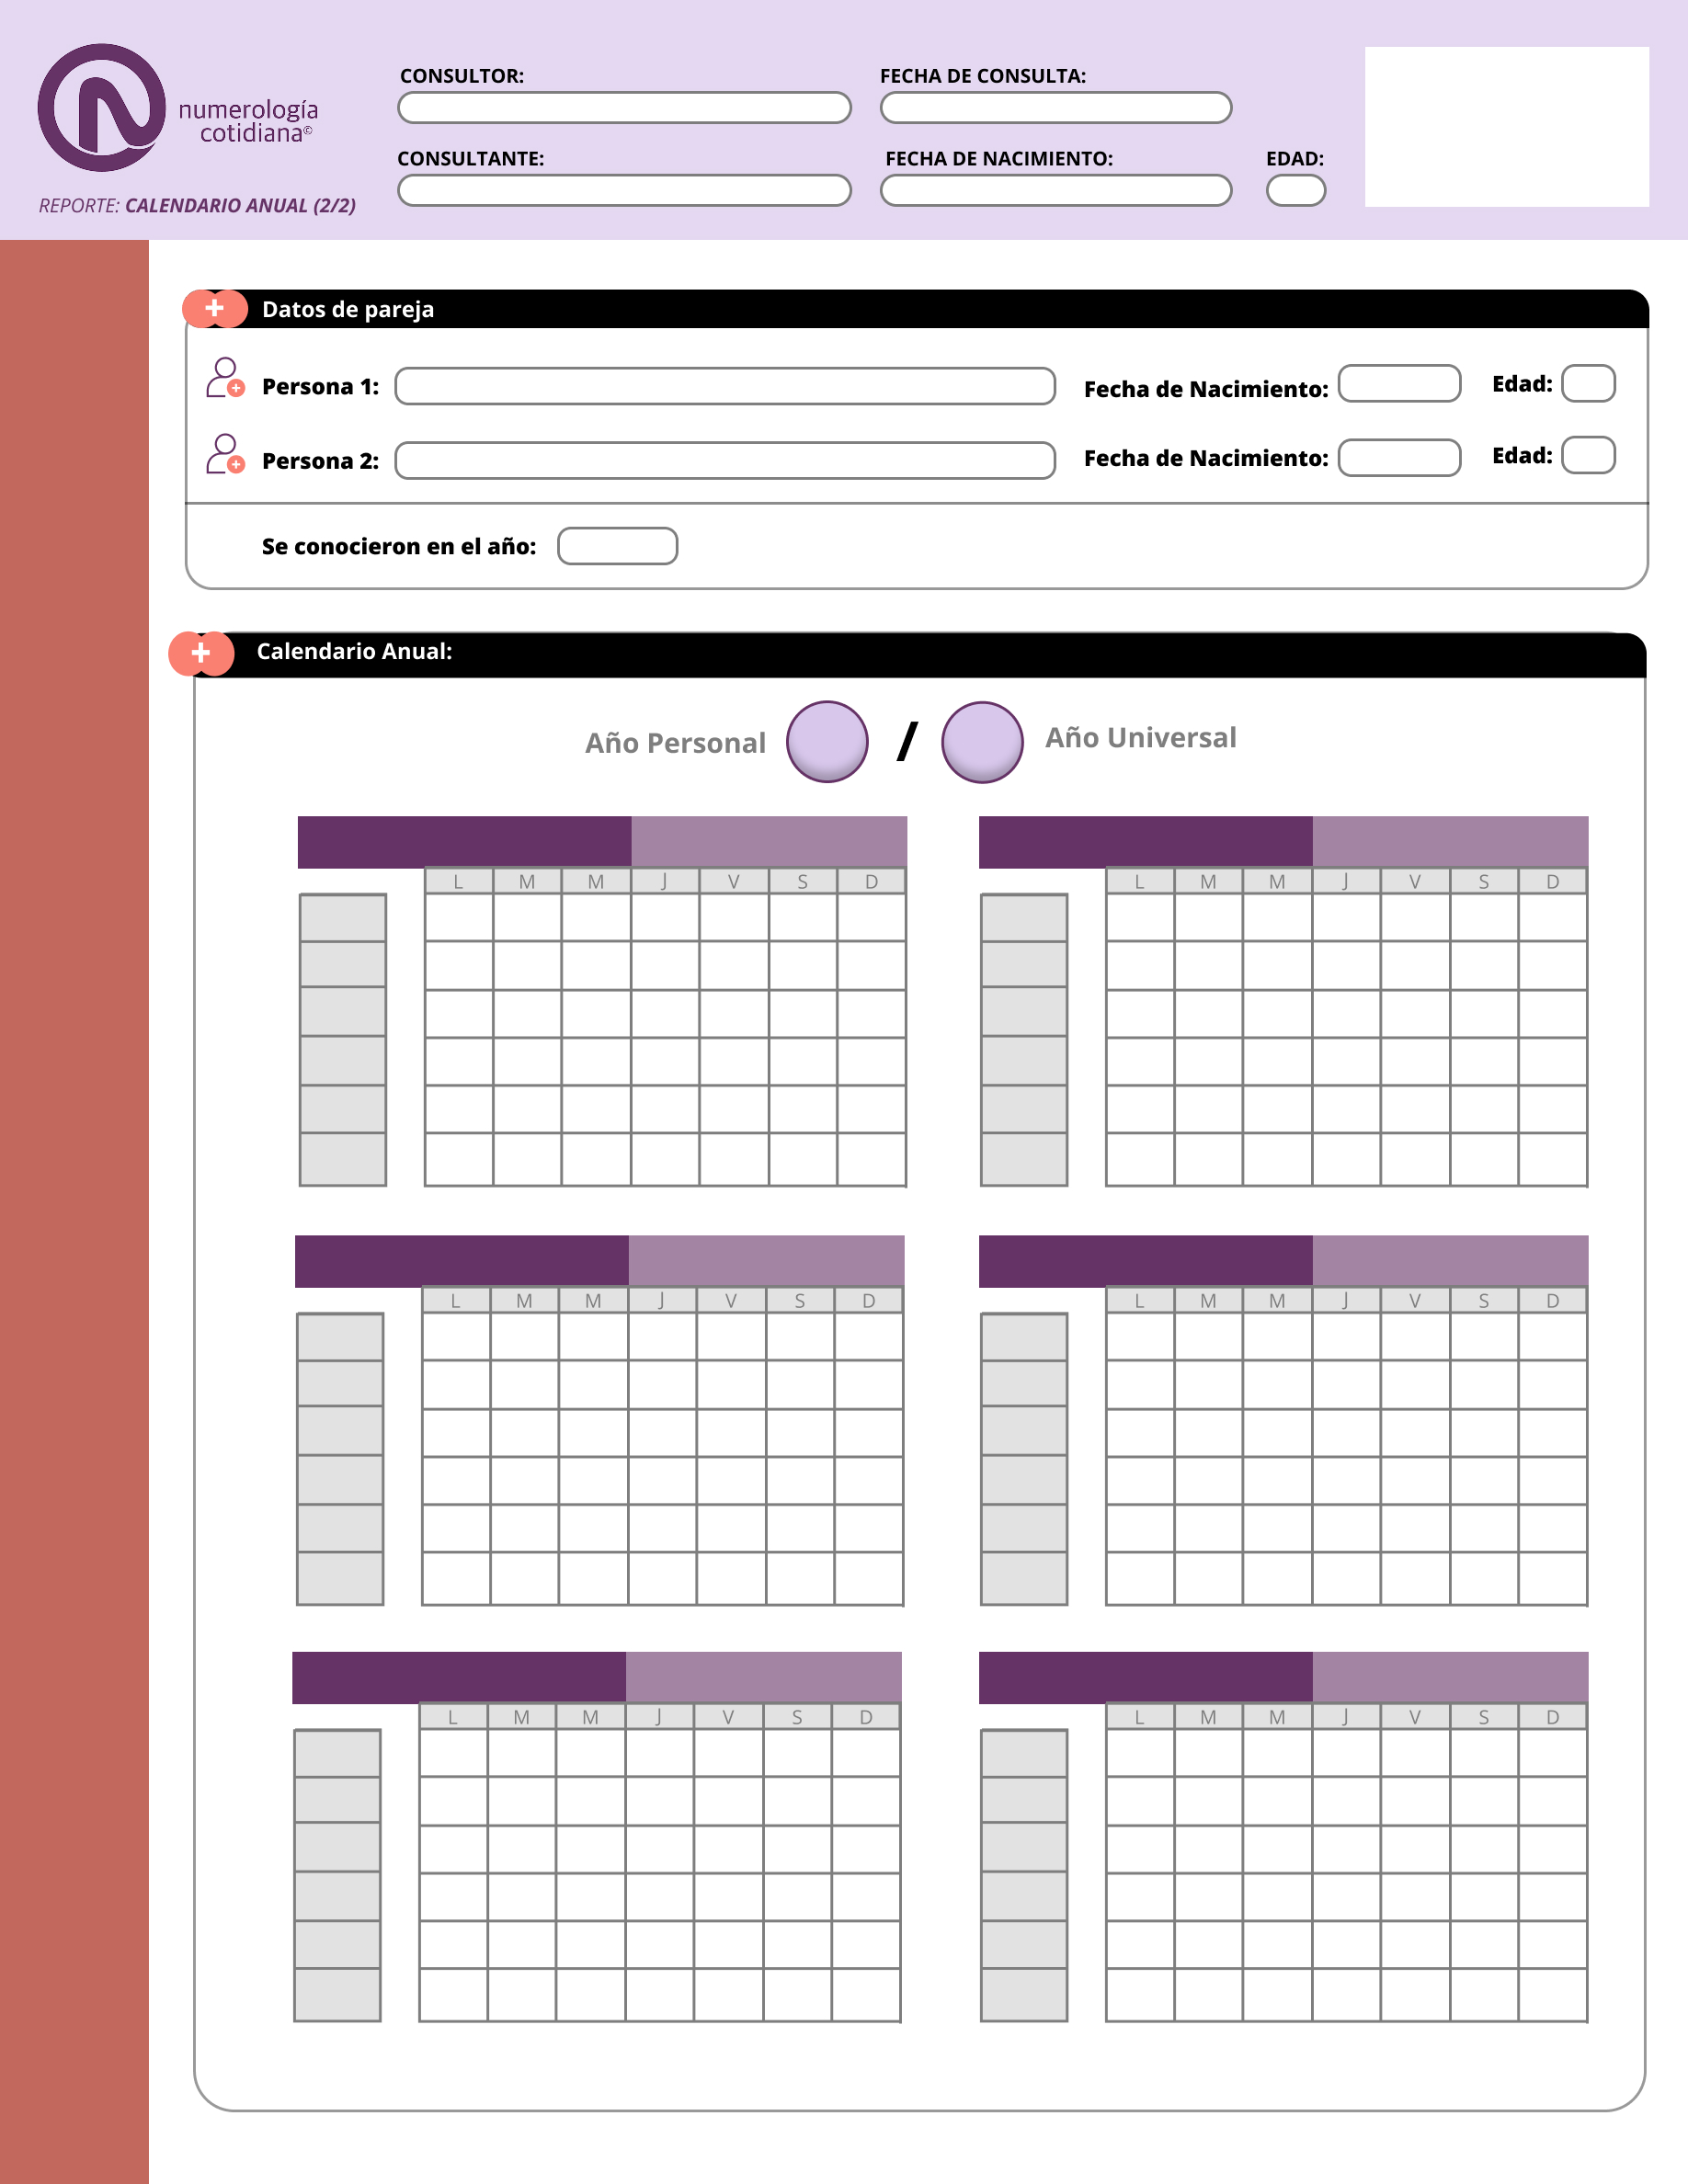 numerología
cotidiana©
REPORTE: CALENDARIO ANUAL (2/2)
CONSULTOR:
FECHA DE CONSULTA:
CONSULTANTE:
FECHA DE NACIMIENTO:
EDAD:
Datos de pareja
Persona 1:
Fecha de Nacimiento:
Edad:
Persona 2:
Fecha de Nacimiento:
Edad:
Se conocieron en el año:
Calendario Anual:
Año Personal / Año Universal
L M M J V S D
L M M J V S D
L M M J V S D
L M M J V S D
L M M J V S D
L M M J V S D